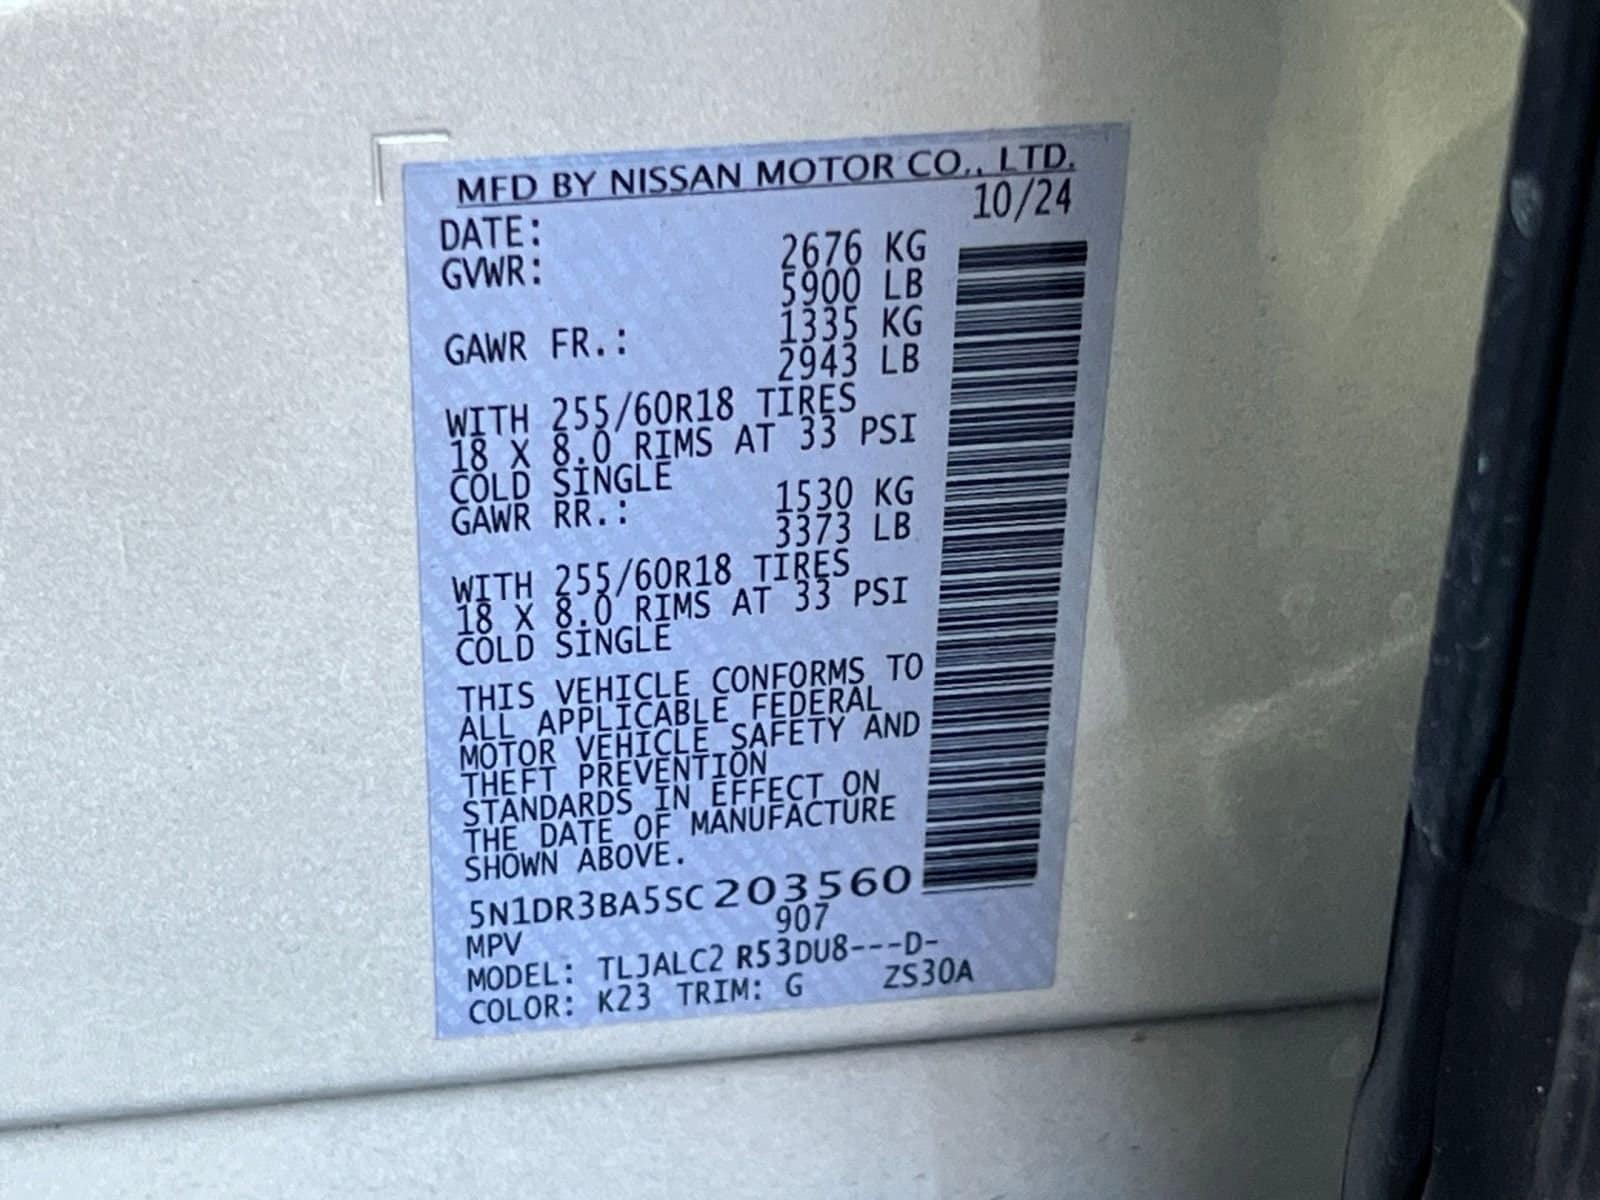 MFD BY NISSAN MOTOR CO., LTD.
DATE: 10/24
GVWR: 2676 KG
5900 LB
GAWR FR.: 1335 KG
2943 LB
WITH 255/60R18 TIRES
18 X 8.0 RIMS AT 33 PSI
COLD SINGLE
GAWR RR.: 1530 KG
3373 LB
WITH 255/60R18 TIRES
18 X 8.0 RIMS AT 33 PSI
COLD SINGLE
THIS VEHICLE CONFORMS TO
ALL APPLICABLE FEDERAL
MOTOR VEHICLE SAFETY AND
THEFT PREVENTION
STANDARDS IN EFFECT ON
THE DATE OF MANUFACTURE
SHOWN ABOVE.
5N1DR3BA5SC203560
MPV 907
MODEL: TLJALC2 R53DU8---D-
COLOR: K23 TRIM: G ZS30A